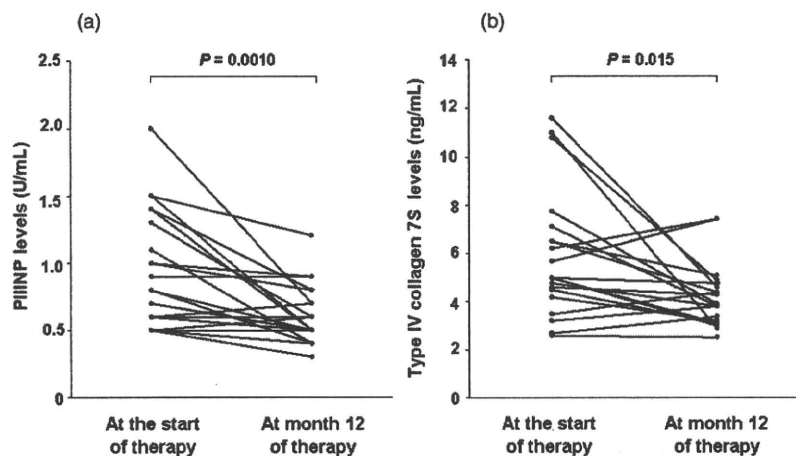 (a)
P = 0.0010
PIIINP levels (U/mL)
2.5
2.0
1.5
1.0
0.5
0
At the start
of therapy
At month 12
of therapy
(b)
P = 0.015
Type IV collagen 7S levels (ng/mL)
14
12
10
8
6
4
2
0
At the start
of therapy
At month 12
of therapy